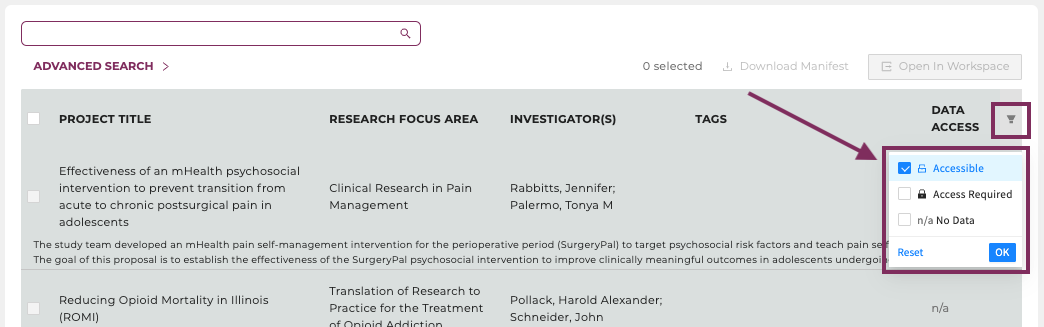 ADVANCED SEARCH
0 selected
Download Manifest
Open In Workspace
PROJECT TITLE
RESEARCH FOCUS AREA
INVESTIGATOR(S)
TAGS
DATA
ACCESS
Effectiveness of an mHealth psychosocial
intervention to prevent transition from
acute to chronic postsurgical pain in
adolescents
Clinical Research in Pain
Management
Rabbitts, Jennifer;
Palermo, Tonya M
Accessible
Access Required
n/a No Data
Reset
OK
The study team developed an mHealth pain self-management intervention for the perioperative period (SurgeryPal) to target psychosocial risk factors and teach pain
The goal of this proposal is to establish the effectiveness of the SurgeryPal psychosocial intervention to improve clinically meaningful outcomes in adolescents
Reducing Opioid Mortality in Illinois
(ROMI)
Translation of Research to
Practice for the Treatment
of Opioid Addiction
Pollack, Harold Alexander;
Schneider, John
n/a